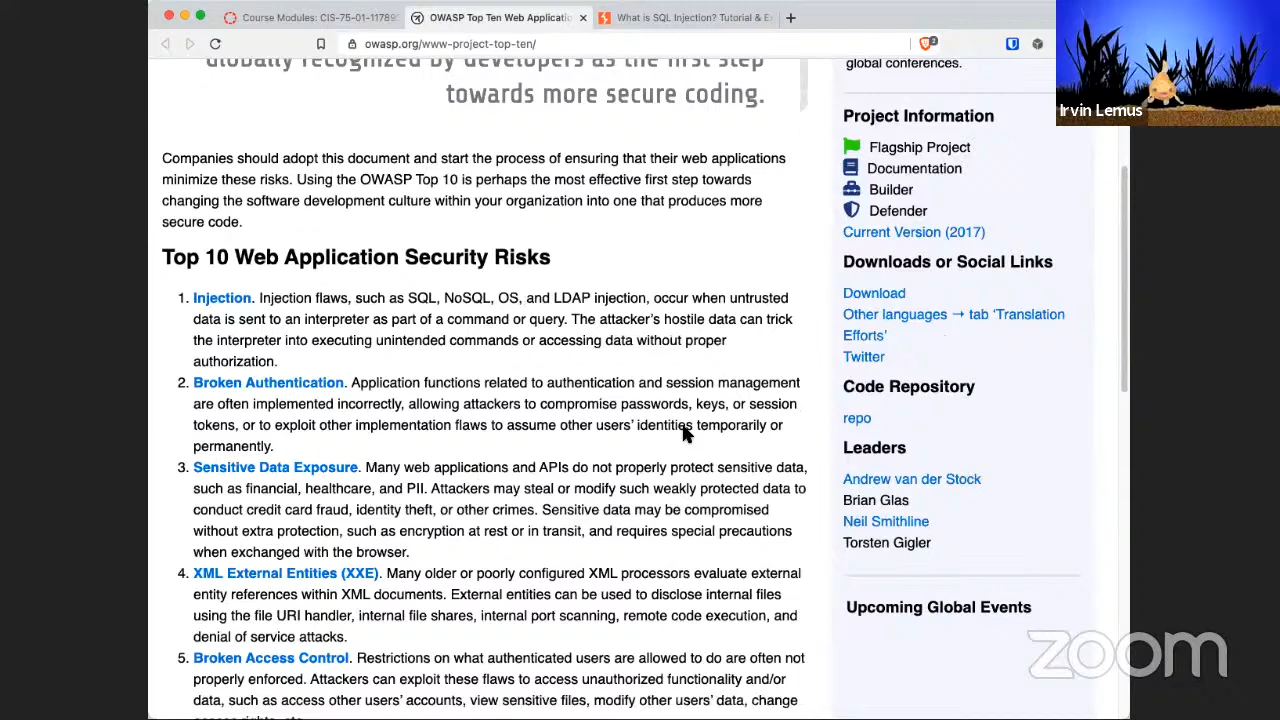 Course Modules: CIS-75-01-11789
OWASP Top Ten Web Applicatio
What is SQL Injection? Tutorial & E
owasp.org/www-project-top-ten/
2
globally recognized by developers as the first step
towards more secure coding.
Companies should adopt this document and start the process of ensuring that their web applications
minimize these risks. Using the OWASP Top 10 is perhaps the most effective first step towards
changing the software development culture within your organization into one that produces more
secure code.
Top 10 Web Application Security Risks
1. Injection. Injection flaws, such as SQL, NoSQL, OS, and LDAP injection, occur when untrusted
data is sent to an interpreter as part of a command or query. The attacker's hostile data can trick
the interpreter into executing unintended commands or accessing data without proper
authorization.
2. Broken Authentication. Application functions related to authentication and session management
are often implemented incorrectly, allowing attackers to compromise passwords, keys, or session
tokens, or to exploit other implementation flaws to assume other users' identities temporarily or
permanently.
3. Sensitive Data Exposure. Many web applications and APIs do not properly protect sensitive data,
such as financial, healthcare, and PII. Attackers may steal or modify such weakly protected data to
conduct credit card fraud, identity theft, or other crimes. Sensitive data may be compromised
without extra protection, such as encryption at rest or in transit, and requires special precautions
when exchanged with the browser.
4. XML External Entities (XXE). Many older or poorly configured XML processors evaluate external
entity references within XML documents. External entities can be used to disclose internal files
using the file URI handler, internal file shares, internal port scanning, remote code execution, and
denial of service attacks.
5. Broken Access Control. Restrictions on what authenticated users are allowed to do are often not
properly enforced. Attackers can exploit these flaws to access unauthorized functionality and/or
data, such as access other users' accounts, view sensitive files, modify other users' data, change
access rights, etc.
global conferences.
Project Information
Flagship Project
Documentation
Builder
Defender
Current Version (2017)
Downloads or Social Links
Download
Other languages → tab 'Translation
Efforts'
Twitter
Code Repository
repo
Leaders
Andrew van der Stock
Brian Glas
Neil Smithline
Torsten Gigler
Upcoming Global Events
Irvin Lemus
zoom